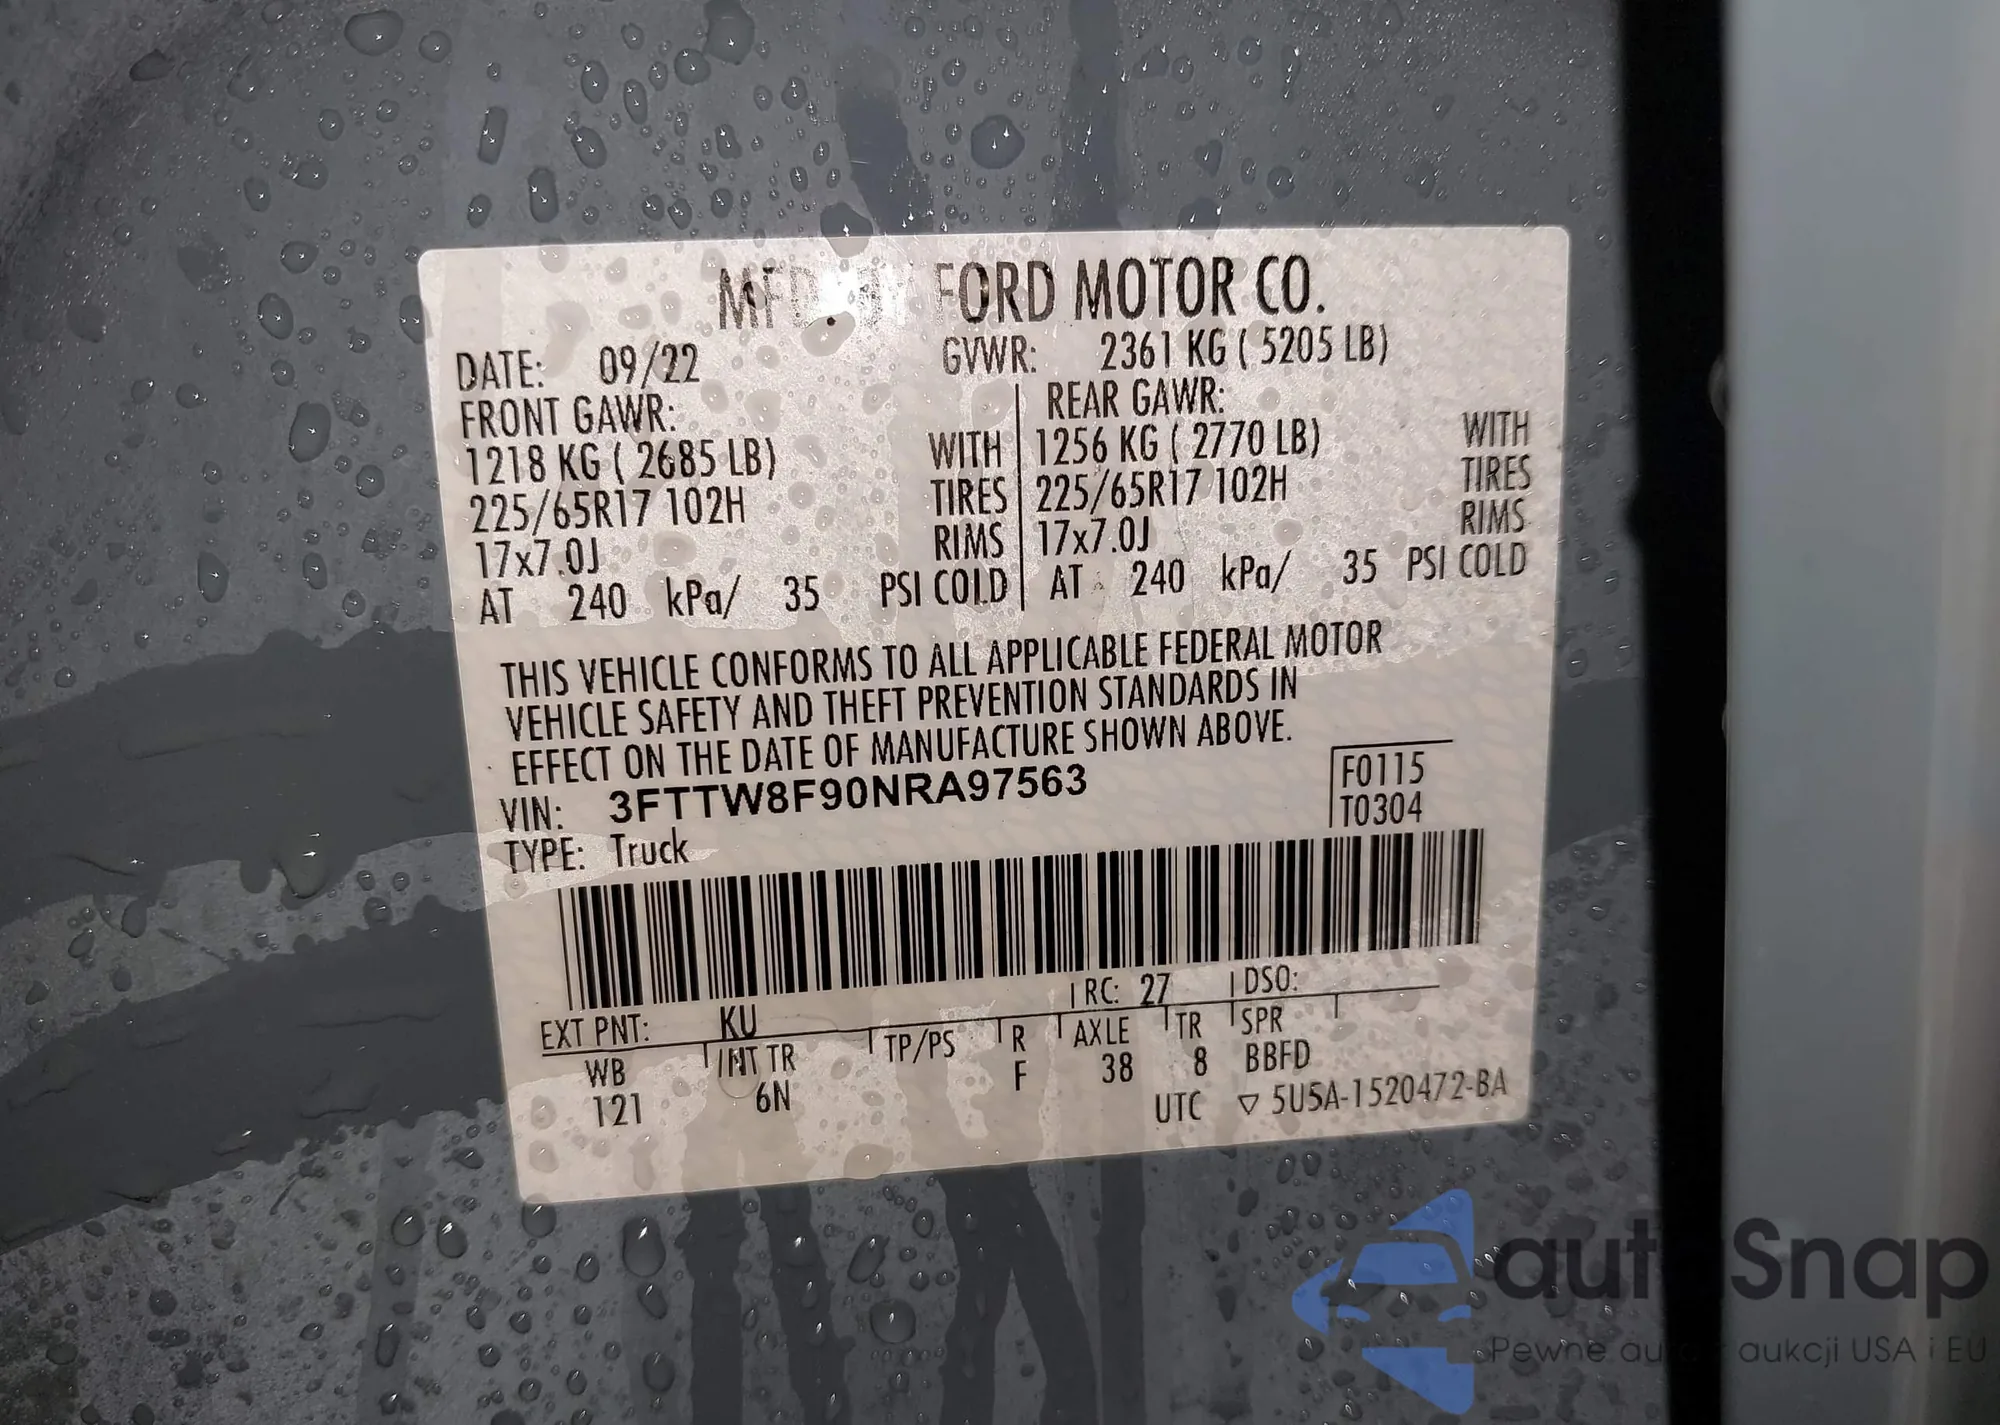 MFD. BY FORD MOTOR CO.
DATE: 09/22 GVWR: 2361 KG ( 5205 LB)
FRONT GAWR: REAR GAWR:
1218 KG ( 2685 LB) WITH 1256 KG ( 2770 LB) WITH
225/65R17 102H TIRES 225/65R17 102H TIRES
17x7.0J RIMS 17x7.0J RIMS
AT 240 kPa/ 35 PSI COLD AT 240 kPa/ 35 PSI COLD
THIS VEHICLE CONFORMS TO ALL APPLICABLE FEDERAL MOTOR
VEHICLE SAFETY AND THEFT PREVENTION STANDARDS IN
EFFECT ON THE DATE OF MANUFACTURE SHOWN ABOVE.
VIN: 3FTTW8F90NRA97563
F0115
T0304
TYPE: Truck
EXT PNT: KU RC: 27 DSO:
WB INT TR TP/PS R AXLE TR SPR
121 6N F 38 8 BBFD
UTC ▽ 5U5A-1520472-BA
autoSnap
Pewne auta z aukcji USA i EU